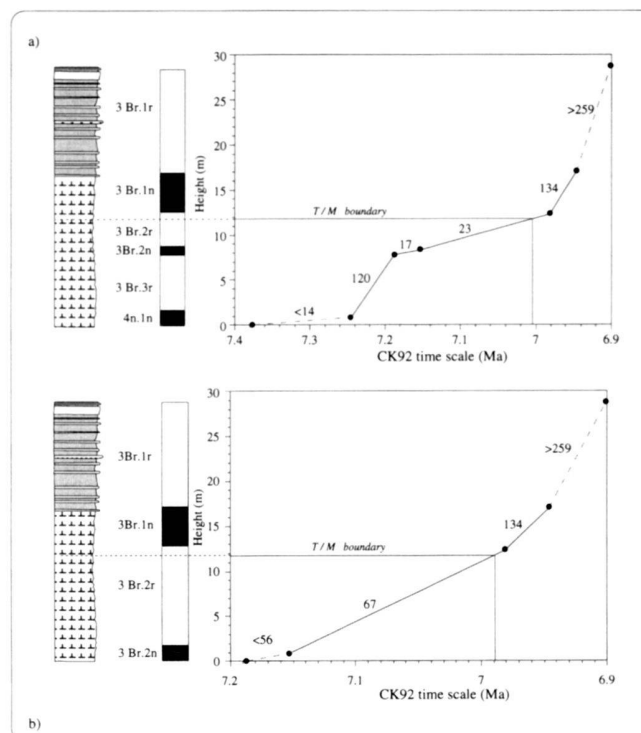 a)
30
25
20
15
10
5
0
Height (m)
3 Br.1r
3 Br.1n
3 Br.2r
3Br.2n
3 Br.3r
4n.1n
T/M boundary
<14
120
17
23
134
>259
7.4 7.3 7.2 7.1 7 6.9
CK92 time scale (Ma)
30
25
20
15
10
5
0
Height (m)
3Br.1r
3Br.1n
3 Br.2r
3 Br.2n
T/M boundary
<56
67
134
>259
7.2 7.1 7 6.9
CK92 time scale (Ma)
b)